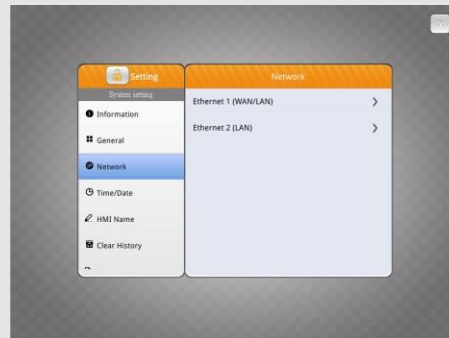 Setting
System setting
Information
General
Network
Time/Date
HMI Name
Clear History
Network
Ethernet 1 (WAN/LAN)
Ethernet 2 (LAN)